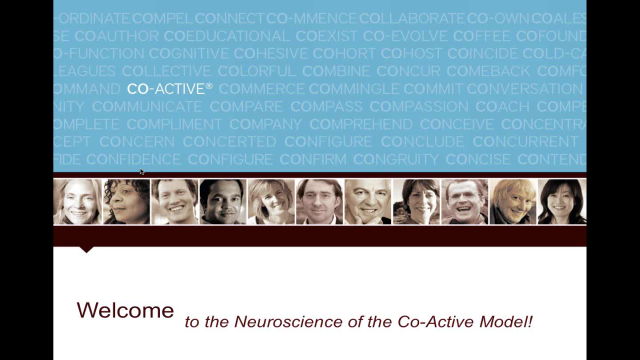 -ORDINATE COMPEL CONNECT CO-MMENCE COLLABORATE CO-OWN COALES
SE COAUTHOR COEDUCATIONAL COEXIST CO-EVOLVE COFFEE COFOUND
O-FUNCTION COGNITIVE COHESIVE COHORT COHOST COINCIDE COLD-CA
LEAGUES COLLECTIVE COLORFUL COMBINE CONCUR COMEBACK COMFO
OMMAND CO-ACTIVE® COMMERCE COMMINGLE COMMIT CONVERSATION
NITY COMMUNICATE COMPARE COMPASS COMPASSION COACH COMPE
OMPLETE COMPLIMENT COMPANY COMPREHEND CONCEIVE CONCENTRA
CEPT CONCERN CONCERTED CONFIGURE CONCLUDE CONCURRENT
FIDE CONFIDENCE CONFIGURE CONFIRM CONGRUITY CONCISE CONTEND
Welcome to the Neuroscience of the Co-Active Model!